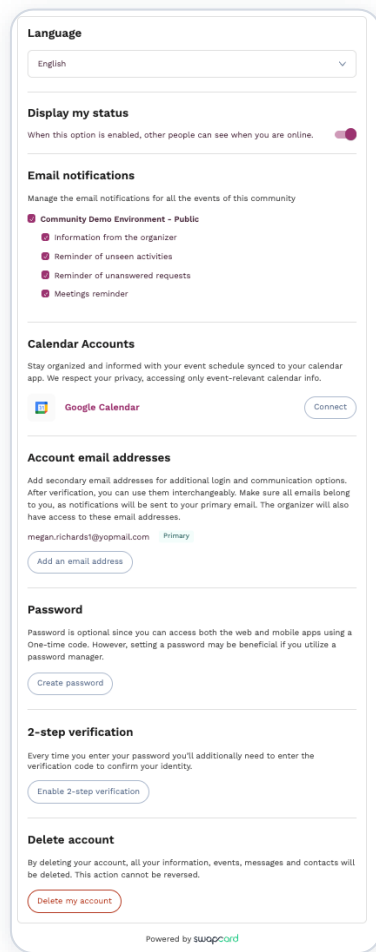 Language
English
Display my status
When this option is enabled, other people can see when you are online.
Email notifications
Manage the email notifications for all the events of this community
Community Demo Environment - Public
Information from the organizer
Reminder of unseen activities
Reminder of unanswered requests
Meetings reminder
Calendar Accounts
Stay organized and informed with your event schedule synced to your calendar
app. We respect your privacy, accessing only event-relevant calendar info.
Google Calendar
Connect
Account email addresses
Add secondary email addresses for additional login and communication options.
After verification, you can use them interchangeably. Make sure all emails belong
to you, as notifications will be sent to your primary email. The organizer will also
have access to these email addresses.
megan.richards1@yopmail.com Primary
Add an email address
Password
Password is optional since you can access both the web and mobile apps using a
One-time code. However, setting a password may be beneficial if you utilize a
password manager.
Create password
2-step verification
Every time you enter your password you'll additionally need to enter the
verification code to confirm your identity.
Enable 2-step verification
Delete account
By deleting your account, all your information, events, messages and contacts will
be deleted. This action cannot be reversed.
Delete my account
Powered by swapcard